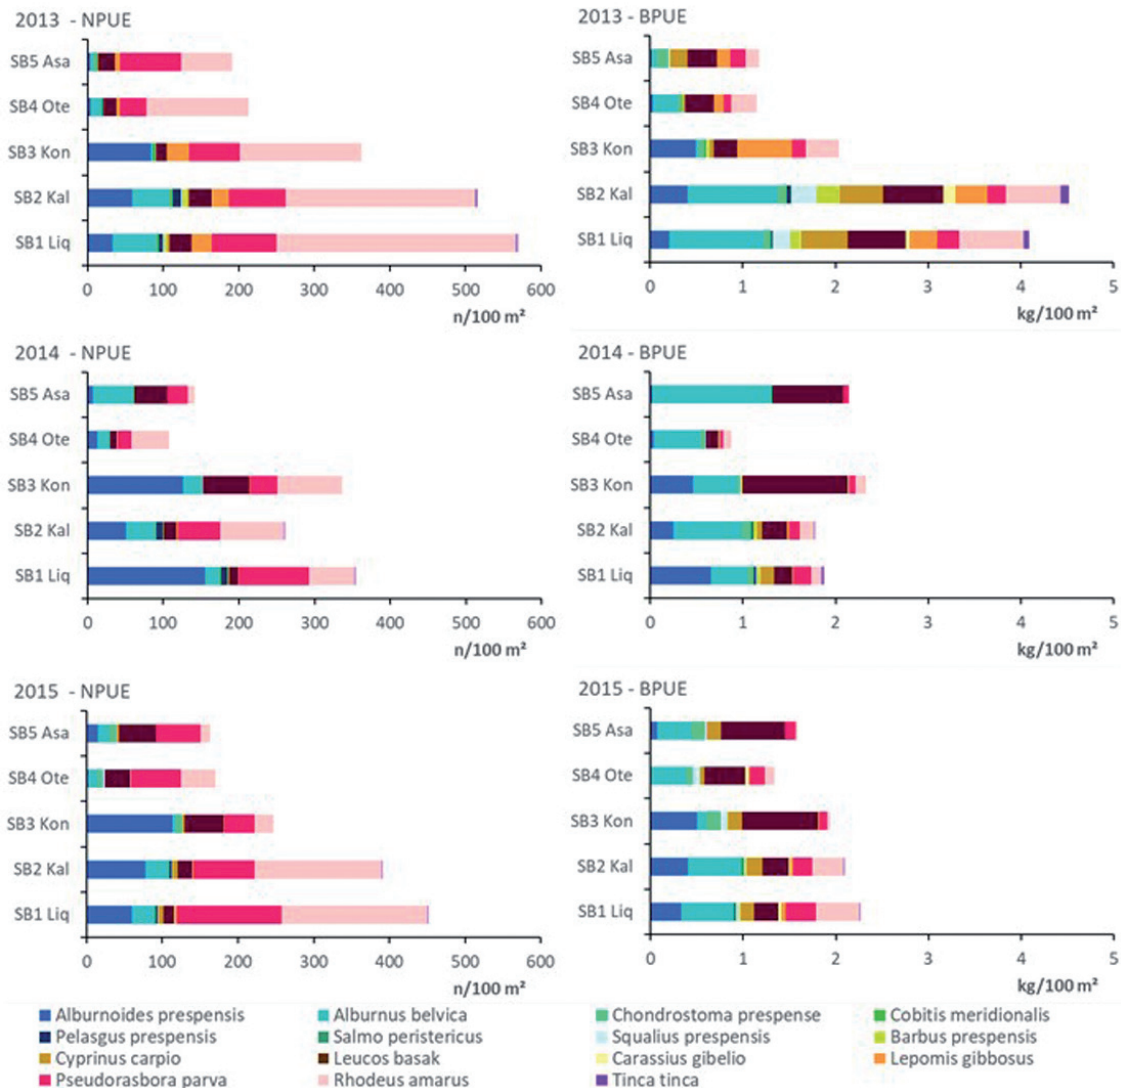 2013 - NPUE
SB5 Asa
SB4 Ote
SB3 Kon
SB2 Kal
SB1 Liq
0 100 200 300 400 500 600
n/100 m²
2013 - BPUE
SB5 Asa
SB4 Ote
SB3 Kon
SB2 Kal
SB1 Liq
0 1 2 3 4 5
kg/100 m²
2014 - NPUE
SB5 Asa
SB4 Ote
SB3 Kon
SB2 Kal
SB1 Liq
0 100 200 300 400 500 600
n/100 m²
2014 - BPUE
SB5 Asa
SB4 Ote
SB3 Kon
SB2 Kal
SB1 Liq
0 1 2 3 4 5
kg/100 m²
2015 - NPUE
SB5 Asa
SB4 Ote
SB3 Kon
SB2 Kal
SB1 Liq
0 100 200 300 400 500 600
n/100 m²
2015 - BPUE
SB5 Asa
SB4 Ote
SB3 Kon
SB2 Kal
SB1 Liq
0 1 2 3 4 5
kg/100 m²
Alburnoides prespensis Alburnus belvica Chondrostoma prespense Cobitis meridionalis
Pelasgus prespensis Salmo peristericus Squalius prespensis Barbus prespensis
Cyprinus carpio Leucos basak Carassius gibelio Lepomis gibbosus
Pseudorasbora parva Rhodeus amarus Tinca tinca